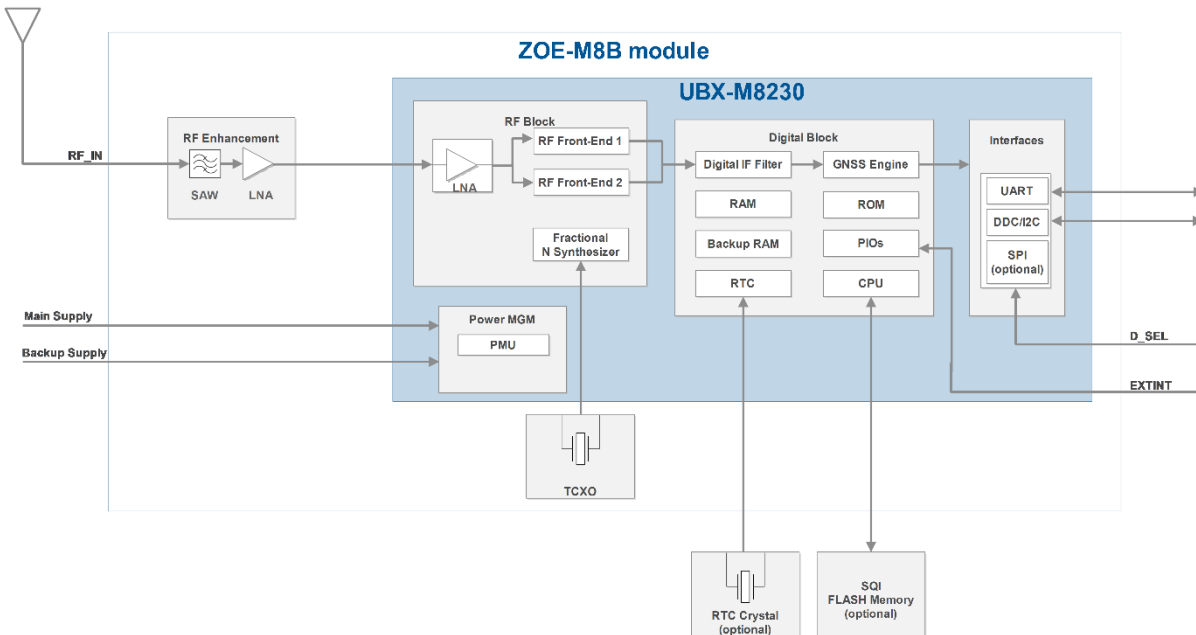 ZOE-M8B module
UBX-M8230
RF Enhancement
RF_IN
SAW
LNA
RF Block
LNA
RF Front-End 1
RF Front-End 2
Fractional
N Synthesizer
Digital Block
Digital IF Filter
GNSS Engine
RAM
ROM
Backup RAM
PIOs
RTC
CPU
Interfaces
UART
DDC/I2C
SPI
(optional)
Main Supply
Backup Supply
Power MGM
PMU
D_SEL
EXTINT
TCXO
RTC Crystal
(optional)
SQI
FLASH Memory
(optional)